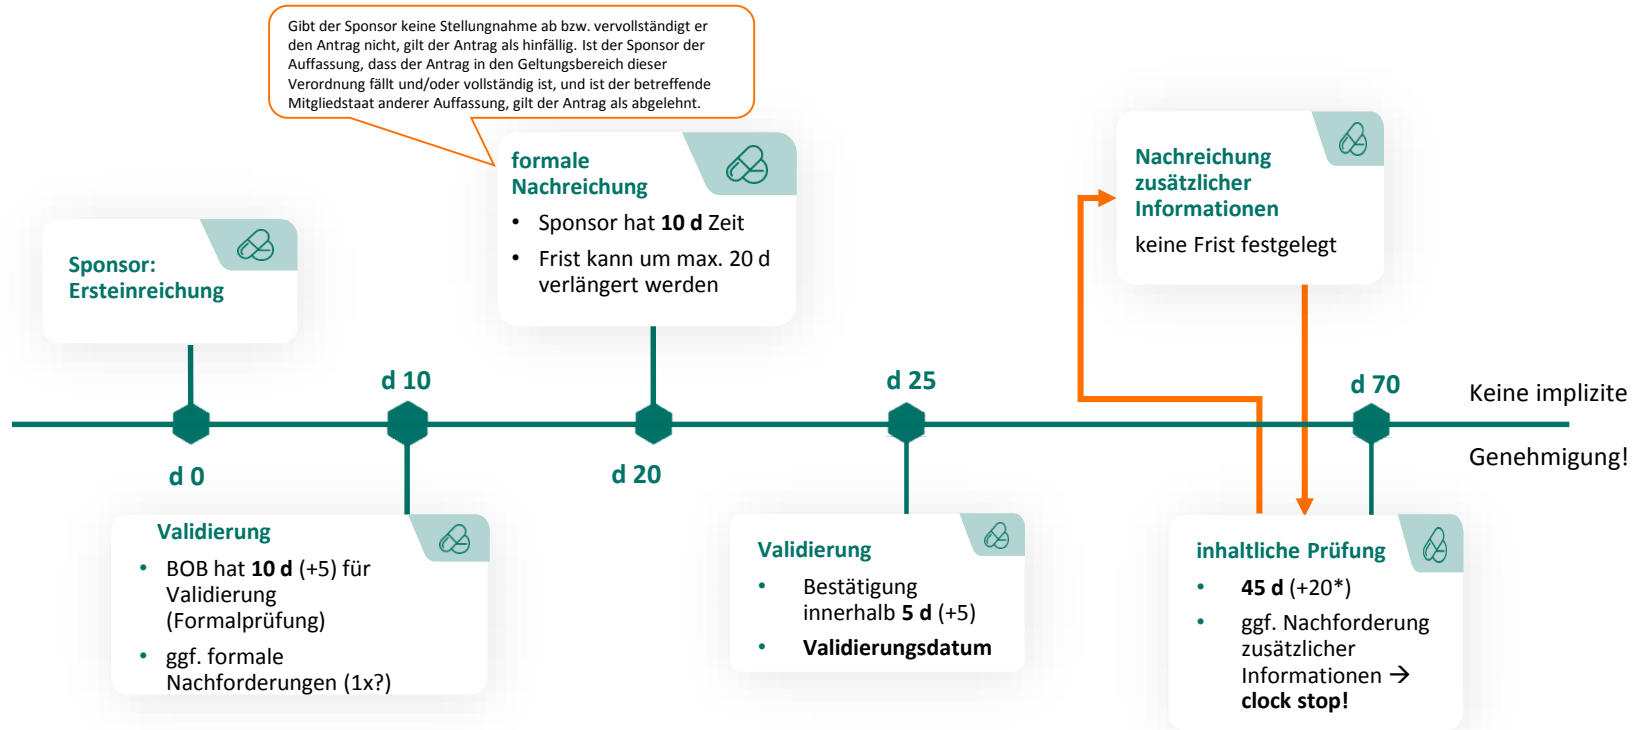 Gibt der Sponsor keine Stellungnahme ab bzw. vervollständigt er
den Antrag nicht, gilt der Antrag als hinfällig. Ist der Sponsor der
Auffassung, dass der Antrag in den Geltungsbereich dieser
Verordnung fällt und/oder vollständig ist, und ist der betreffende
Mitgliedstaat anderer Auffassung, gilt der Antrag als abgelehnt.
Sponsor:
Ersteinreichung
formale
Nachreichung
• Sponsor hat 10 d Zeit
• Frist kann um max. 20 d
verlängert werden
Nachreichung
zusätzlicher
Informationen
keine Frist festgelegt
d 0
d 10
d 20
d 25
d 70
Keine implizite
Genehmigung!
Validierung
• BOB hat 10 d (+5) für
Validierung
(Formalprüfung)
• ggf. formale
Nachforderungen (1x?)
Validierung
• Bestätigung
innerhalb 5 d (+5)
• Validierungsdatum
inhaltliche Prüfung
• 45 d (+20*)
• ggf. Nachforderung
zusätzlicher
Informationen →
clock stop!